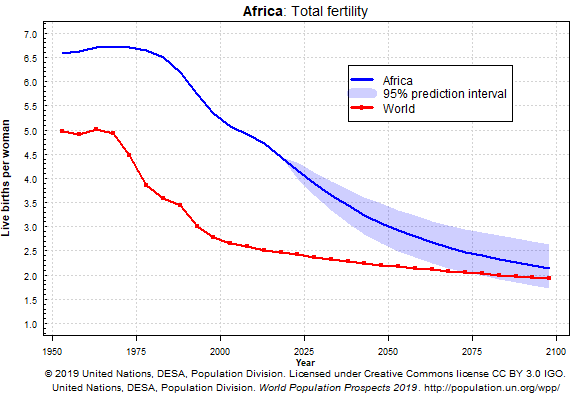 Africa: Total fertility
7.0
6.5
6.0
5.5
5.0
4.5
4.0
3.5
3.0
2.5
2.0
1.5
1.0
Live births per woman
Africa
95% prediction interval
World
1950 1975 2000 2025 2050 2075 2100
Year
© 2019 United Nations, DESA, Population Division. Licensed under Creative Commons license CC BY 3.0 IGO.
United Nations, DESA, Population Division. World Population Prospects 2019. http://population.un.org/wpp/